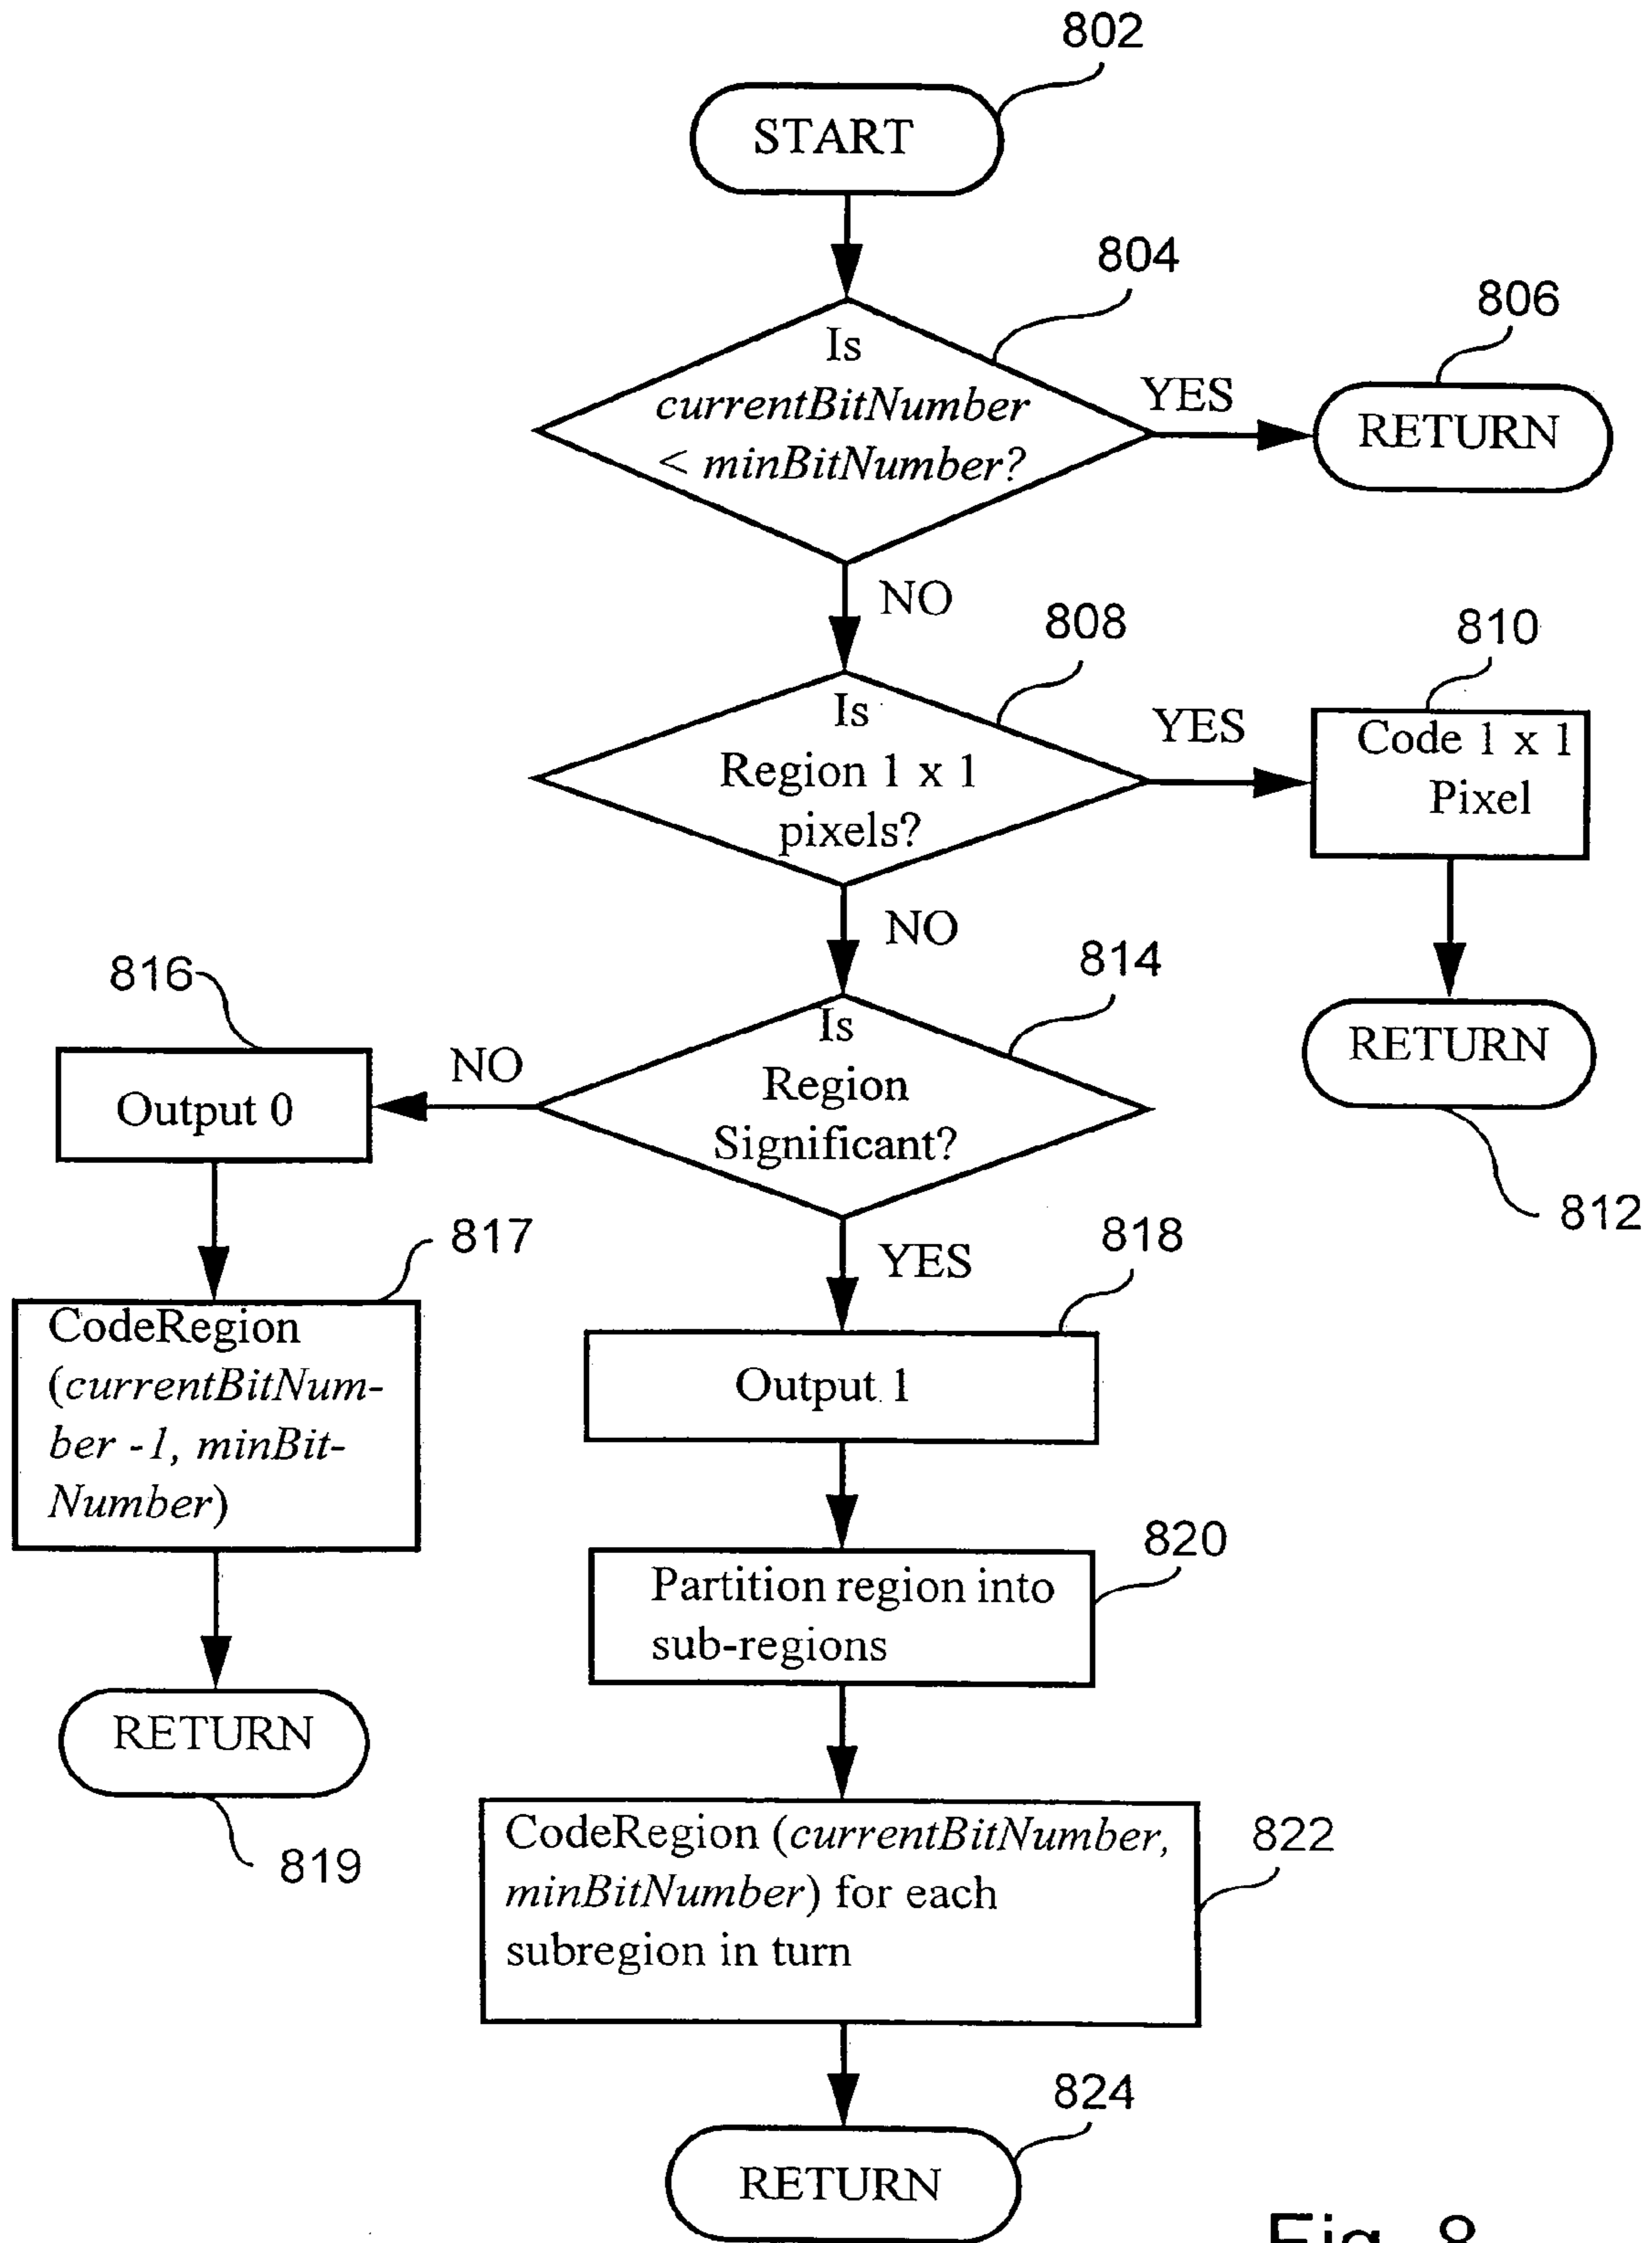 802
START
804
Is
currentBitNumber
< minBitNumber?
YES
806
RETURN
NO
808
Is
Region 1 x 1
pixels?
YES
810
Code 1 x 1
Pixel
NO
RETURN
812
814
Is
Region
Significant?
NO
816
Output 0
817
CodeRegion
(currentBitNum-
ber -1, minBit-
Number)
RETURN
819
YES
818
Output 1
820
Partition region into
sub-regions
822
CodeRegion (currentBitNumber,
minBitNumber) for each
subregion in turn
824
RETURN
Fig. 8